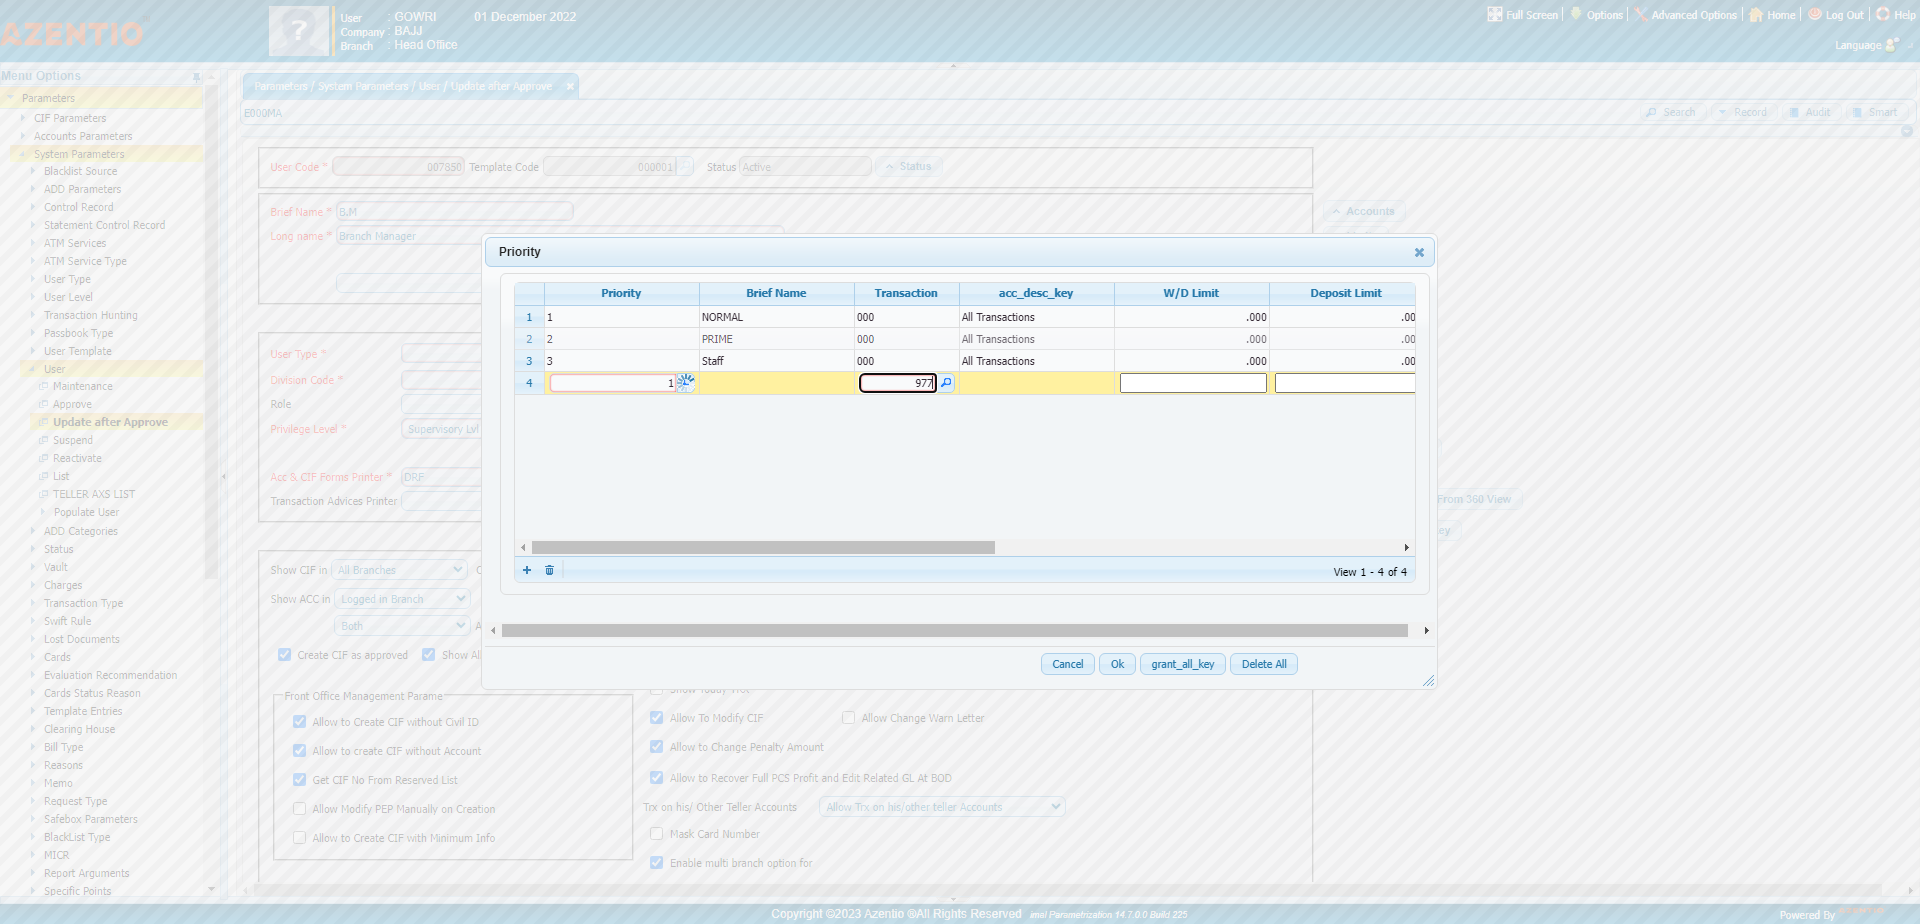 AZENTIO
?
User : GOWRI 01 December 2022
Company : BAJJ
Branch : Head Office
Full Screen Options Advanced Options Home Log Out Help
Language
Menu Options
Parameters
CIF Parameters
Accounts Parameters
System Parameters
Blacklist Source
ADD Parameters
Control Record
Statement Control Record
ATM Services
ATM Service Type
User Type
User Level
Transaction Hunting
Passbook Type
User Template
User
Maintenance
Approve
Update after Approve
Suspend
Reactivate
List
TELLER AXS LIST
Populate User
ADD Categories
Status
Vault
Charges
Transaction Type
Swift Rule
Lost Documents
Cards
Evaluation Recommendation
Cards Status Reason
Template Entries
Clearing House
Bill Type
Reasons
Memo
Request Type
Safebox Parameters
BlackList Type
MICR
Report Arguments
Specific Points
Parameters / System Parameters / User / Update after Approve
E000MA
Search Record Audit Smart
User Code * 007850 Template Code 000001 Status Active Status
Brief Name * B.M
Accounts
Long name * Branch Manager
User Type *
Division Code *
Role
Privilege Level * Supervisory Lvl
Acc & CIF Forms Printer * DRF
Transaction Advices Printer
From 360 View
ey
Show CIF in All Branches
Show ACC in Logged in Branch
Both A
Create CIF as approved Show All
Front Office Management Parame
Allow to Create CIF without Civil ID
Allow to create CIF without Account
Get CIF No From Reserved List
Allow Modify PEP Manually on Creation
Allow to Create CIF with Minimum Info
Show Today Trx
Allow To Modify CIF Allow Change Warn Letter
Allow to Change Penalty Amount
Allow to Recover Full PCS Profit and Edit Related GL At BOD
Trx on his/ Other Teller Accounts Allow Trx on his/other teller Accounts
Mask Card Number
Enable multi branch option for
Priority
Priority Brief Name Transaction acc_desc_key W/D Limit Deposit Limit
1 1 NORMAL 000 All Transactions .000 .00
2 2 PRIME 000 All Transactions .000 .00
3 3 Staff 000 All Transactions .000 .00
4 1 977
View 1 - 4 of 4
Cancel Ok grant_all_key Delete All
Copyright ©2023 Azentio ®All Rights Reserved imal Parametrization 14.7.0.0 Build 225
Powered By